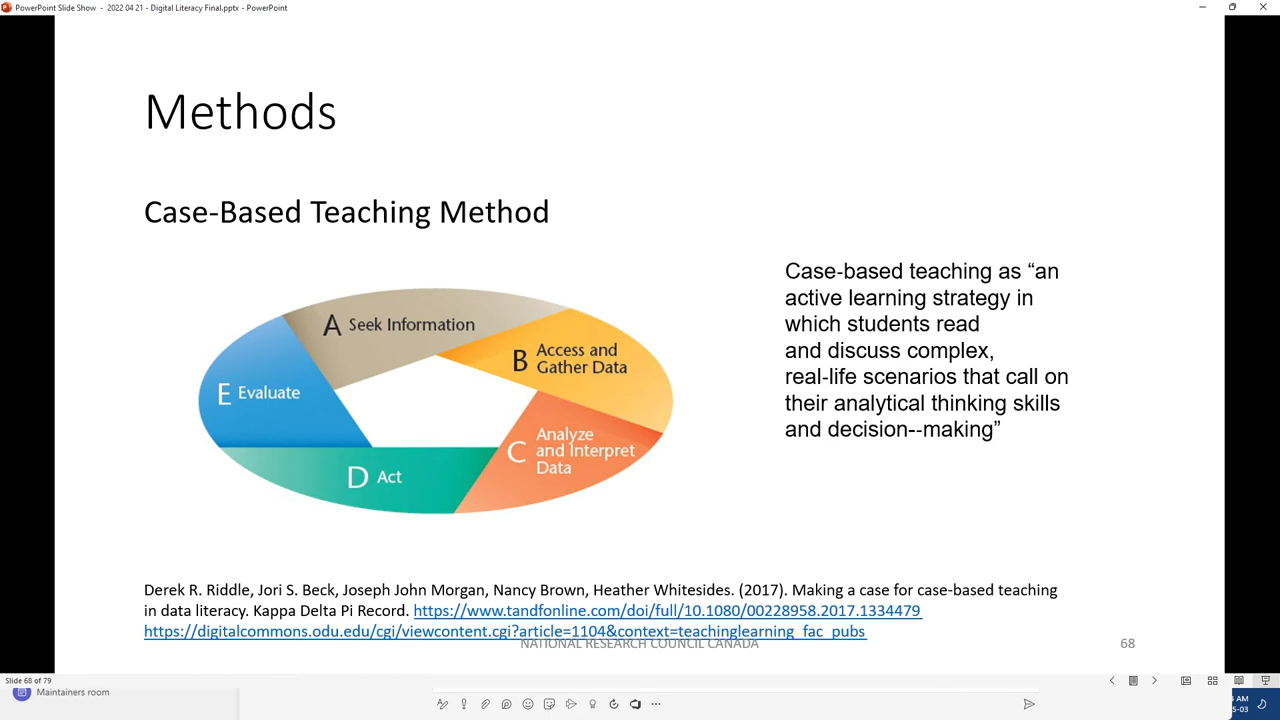 PowerPoint Slide Show - 2022 04 21 - Digital Literacy Final.pptx - PowerPoint
Methods
Case-Based Teaching Method
A Seek Information
B Access and
Gather Data
C Analyze
and Interpret
Data
D Act
E Evaluate
Case-based teaching as “an
active learning strategy in
which students read
and discuss complex,
real-life scenarios that call on
their analytical thinking skills
and decision--making”
Derek R. Riddle, Jori S. Beck, Joseph John Morgan, Nancy Brown, Heather Whitesides. (2017). Making a case for case-based teaching
in data literacy. Kappa Delta Pi Record. https://www.tandfonline.com/doi/full/10.1080/00228958.2017.1334479
https://digitalcommons.odu.edu/cgi/viewcontent.cgi?article=1104&context=teachinglearning_fac_pubs
NATIONAL RESEARCH COUNCIL CANADA
68
Slide 68 of 79
Maintainers room
AM
5-03